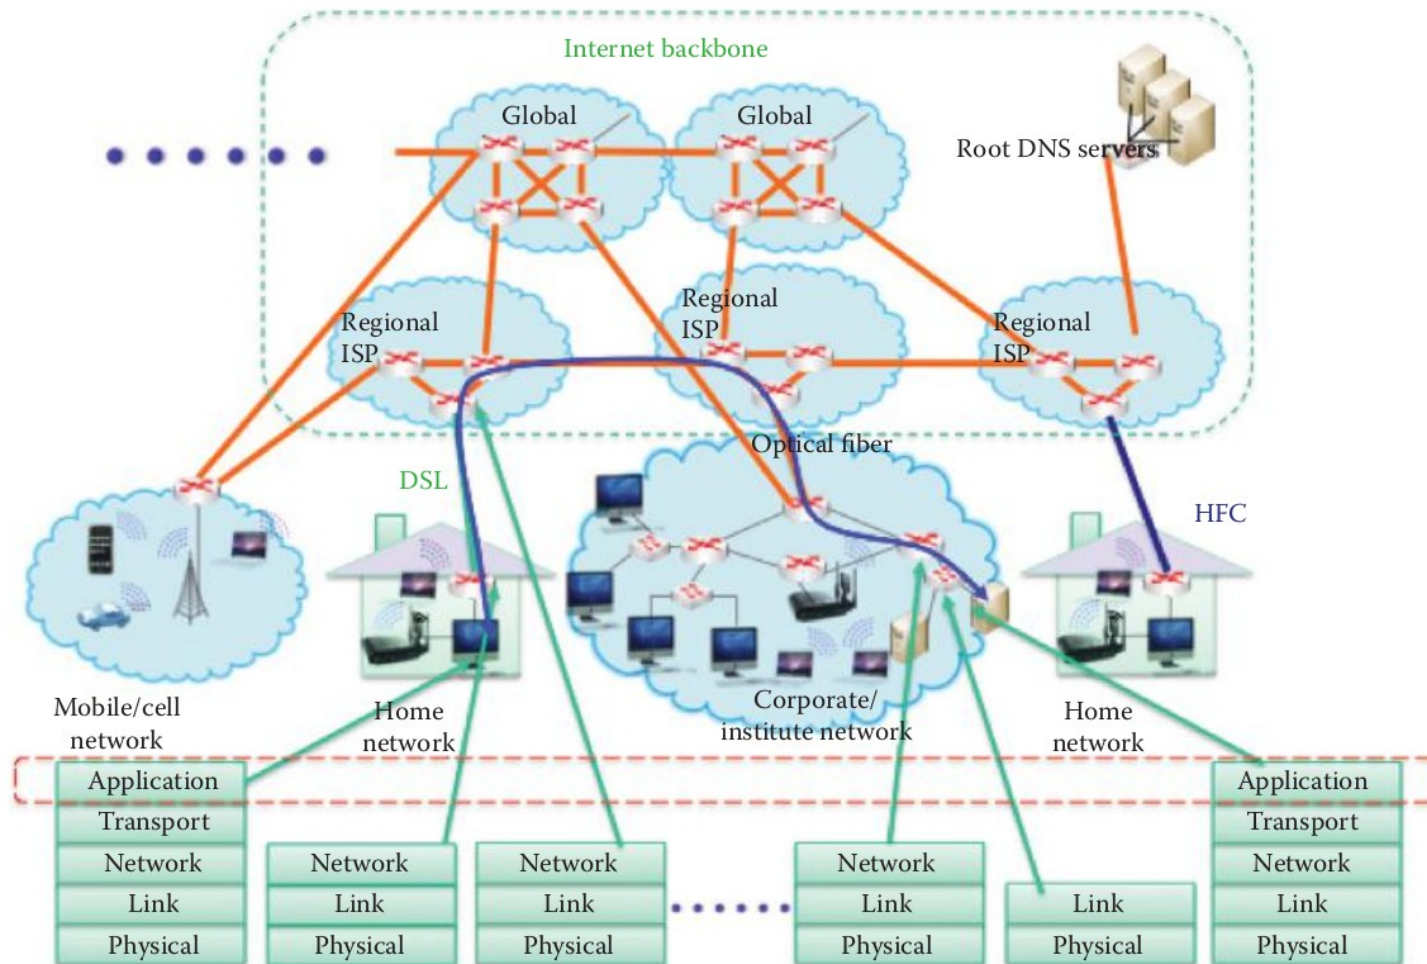 Internet backbone
Global
Global
Root DNS servers
Regional
ISP
Regional
ISP
Regional
ISP
Optical fiber
DSL
HFC
Mobile/cell
network
Home
network
Corporate/
institute network
Home
network
Application
Transport
Network
Link
Physical
Network
Link
Physical
Network
Link
Physical
Network
Link
Physical
Link
Physical
Application
Transport
Network
Link
Physical